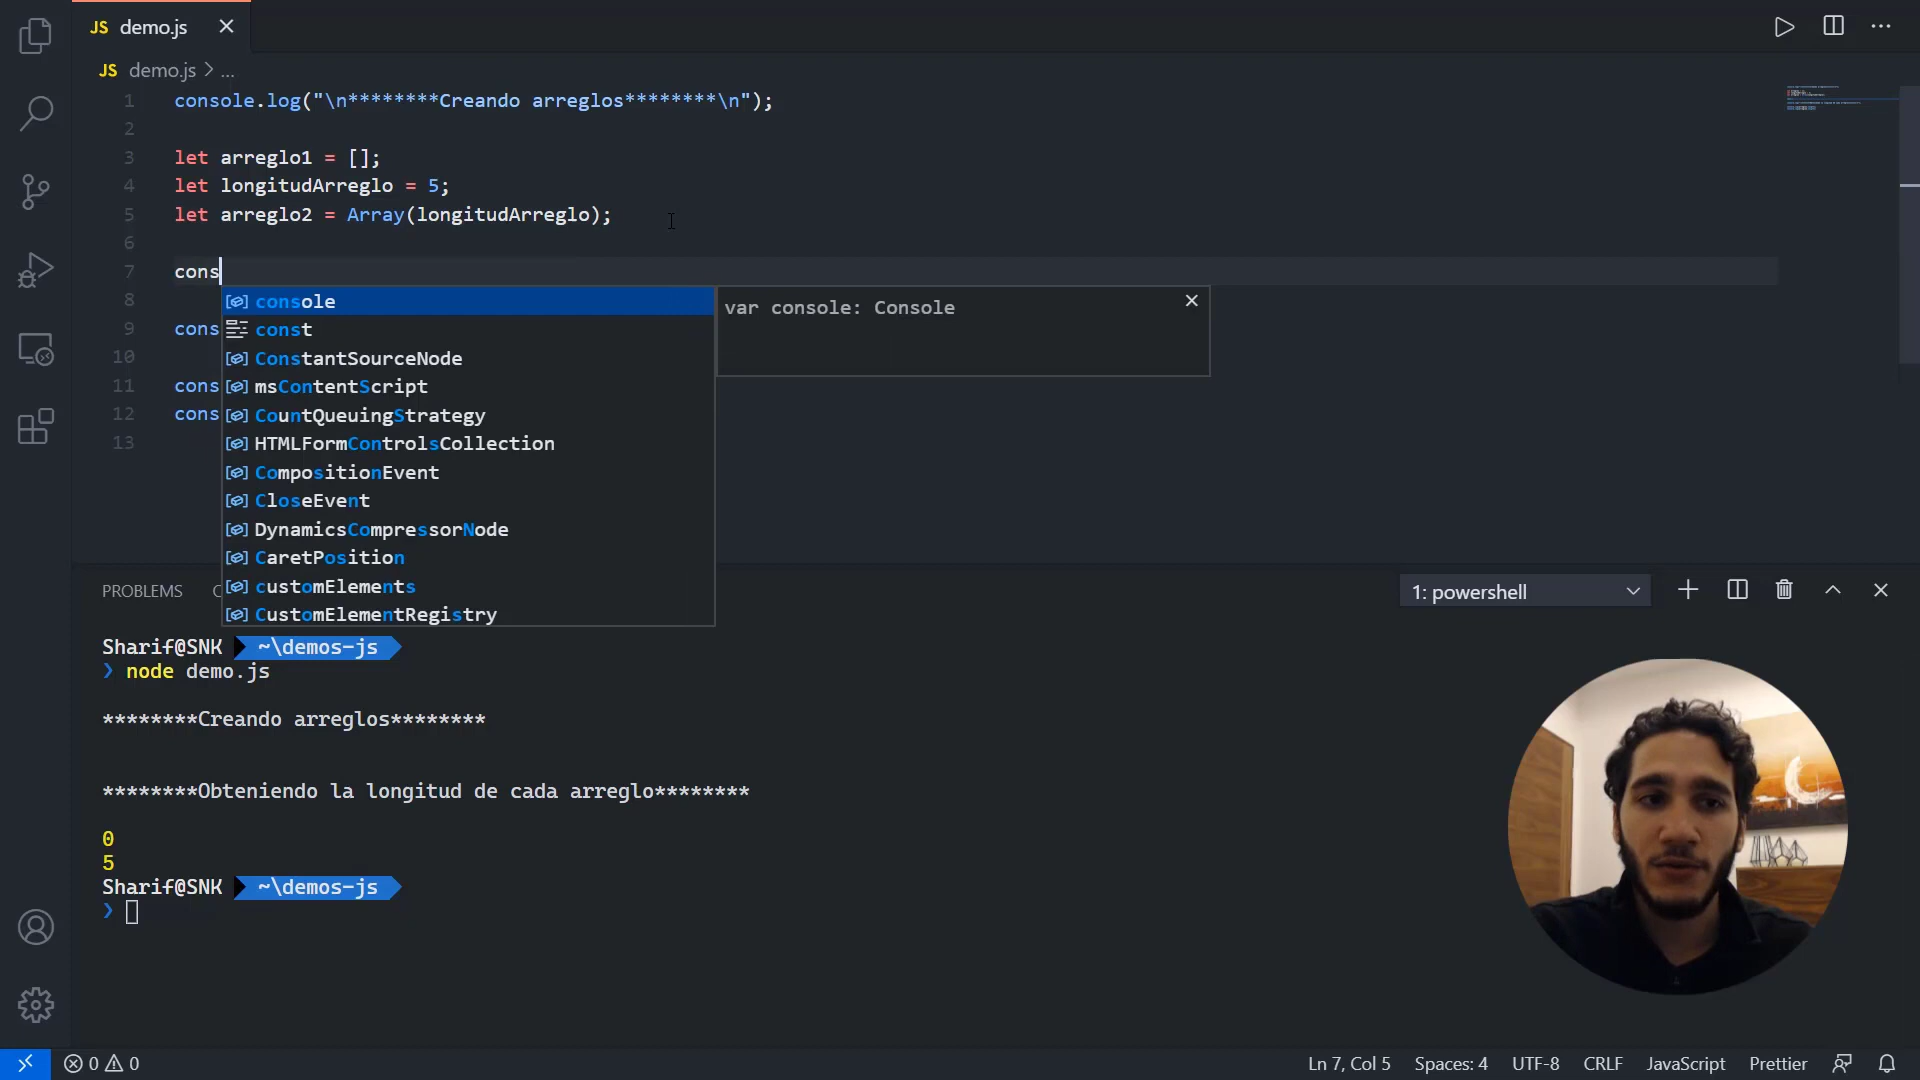 JS demo.js
JS demo.js > ...
1 console.log("\n********Creando arreglos********\n");
2
3 let arreglo1 = [];
4 let longitudArreglo = 5;
5 let arreglo2 = Array(longitudArreglo);
6
7 cons
8 console var console: Console
9 cons const
10 ConstantSourceNode
11 cons msContentScript
12 cons CountQueuingStrategy
13 HTMLFormControlsCollection
CompositionEvent
CloseEvent
DynamicsCompressorNode
CaretPosition
customElements
CustomElementRegistry
PROBLEMS 1: powershell
Sharif@SNK ~\demos-js
❯ node demo.js
********Creando arreglos********
********Obteniendo la longitud de cada arreglo********
0
5
Sharif@SNK ~\demos-js
❯
0 0 Ln 7, Col 5 Spaces: 4 UTF-8 CRLF JavaScript Prettier